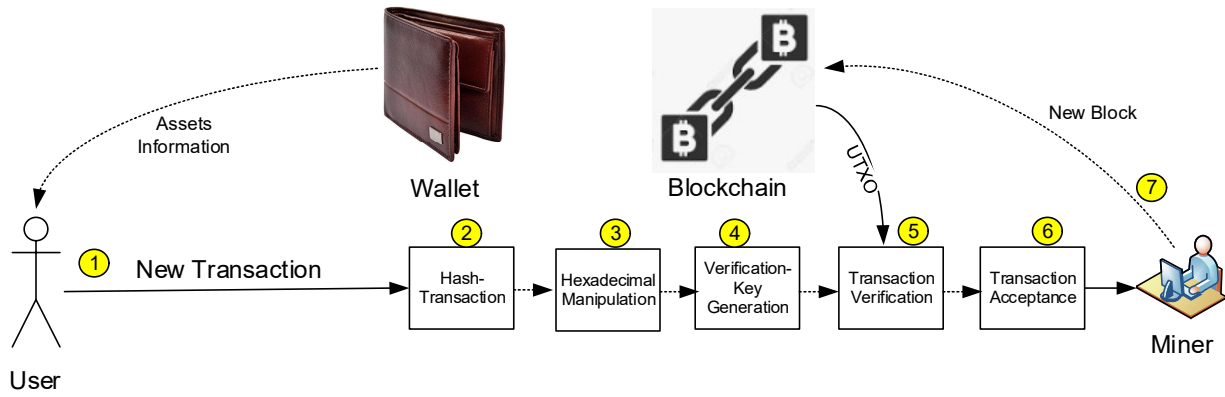 Assets
Information
Wallet
Blockchain
UTXO
New Block
1
New Transaction
2
Hash-
Transaction
3
Hexadecimal
Manipulation
4
Verification-
Key
Generation
5
Transaction
Verification
6
Transaction
Acceptance
7
Miner
User